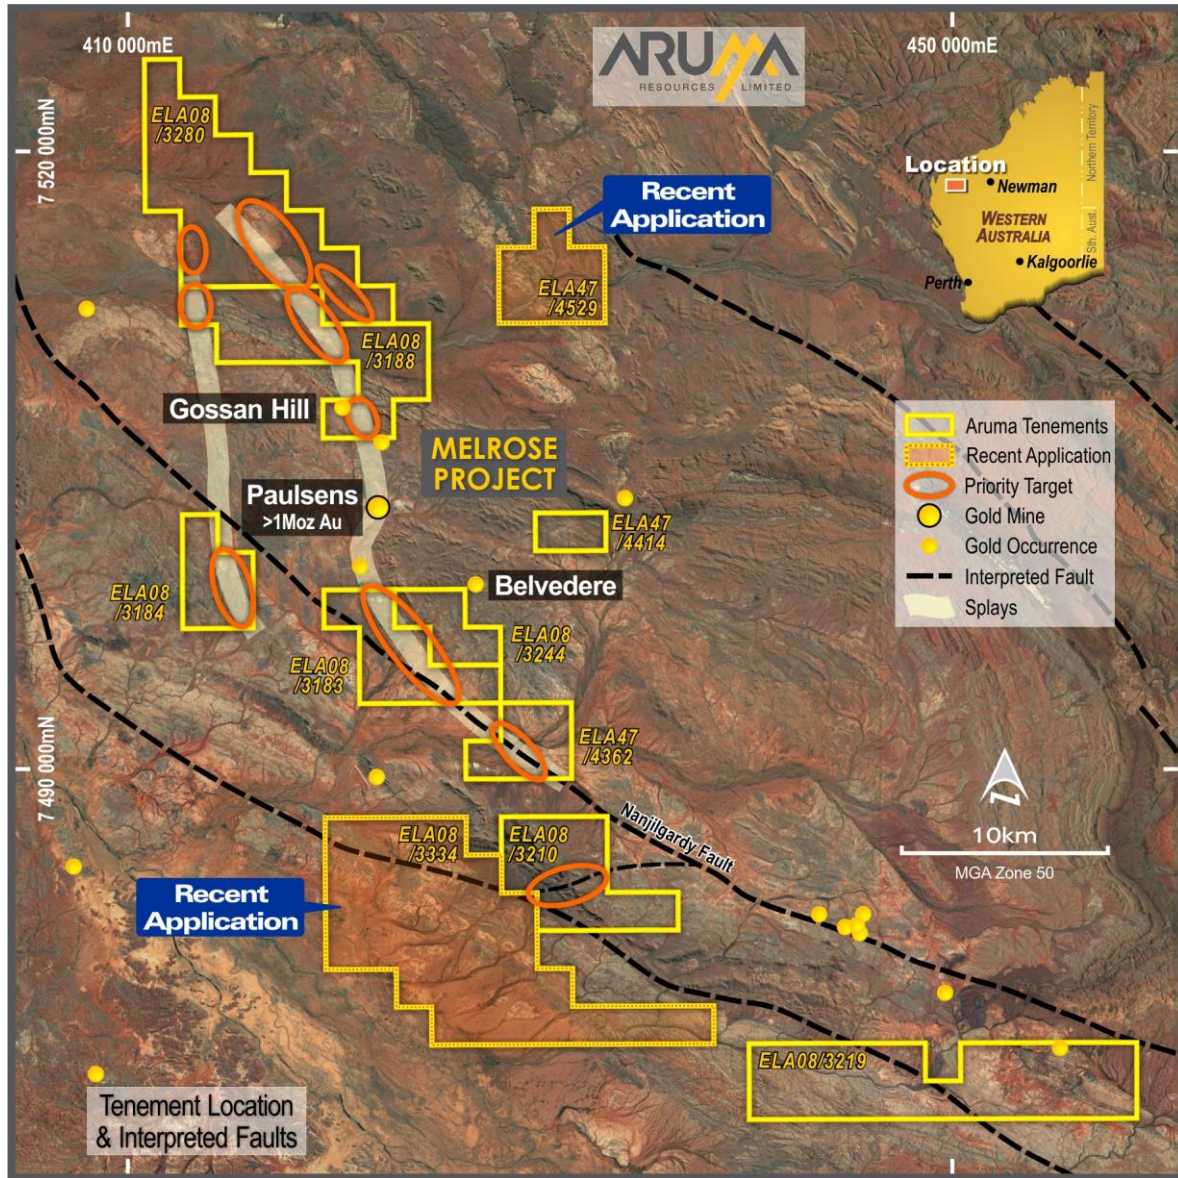 410 000mE
450 000mE
ARUMA
RESOURCES LIMITED
7 520 000mN
7 490 000mN
ELA08
/3280
Recent
Application
ELA47
/4529
Location
Newman
WESTERN
AUSTRALIA
Kalgoorlie
Perth
Northern Territory
Sth. Aust.
ELA08
/3188
Gossan Hill
MELROSE
PROJECT
Paulsens
>1Moz Au
ELA47
/4414
Belvedere
ELA08
/3184
ELA08
/3244
ELA08
/3183
ELA47
/4362
Aruma Tenements
Recent Application
Priority Target
Gold Mine
Gold Occurrence
Interpreted Fault
Splays
N
10km
MGA Zone 50
Nanjilgardy Fault
ELA08
/3334
ELA08
/3210
Recent
Application
ELA08/3219
Tenement Location
& Interpreted Faults